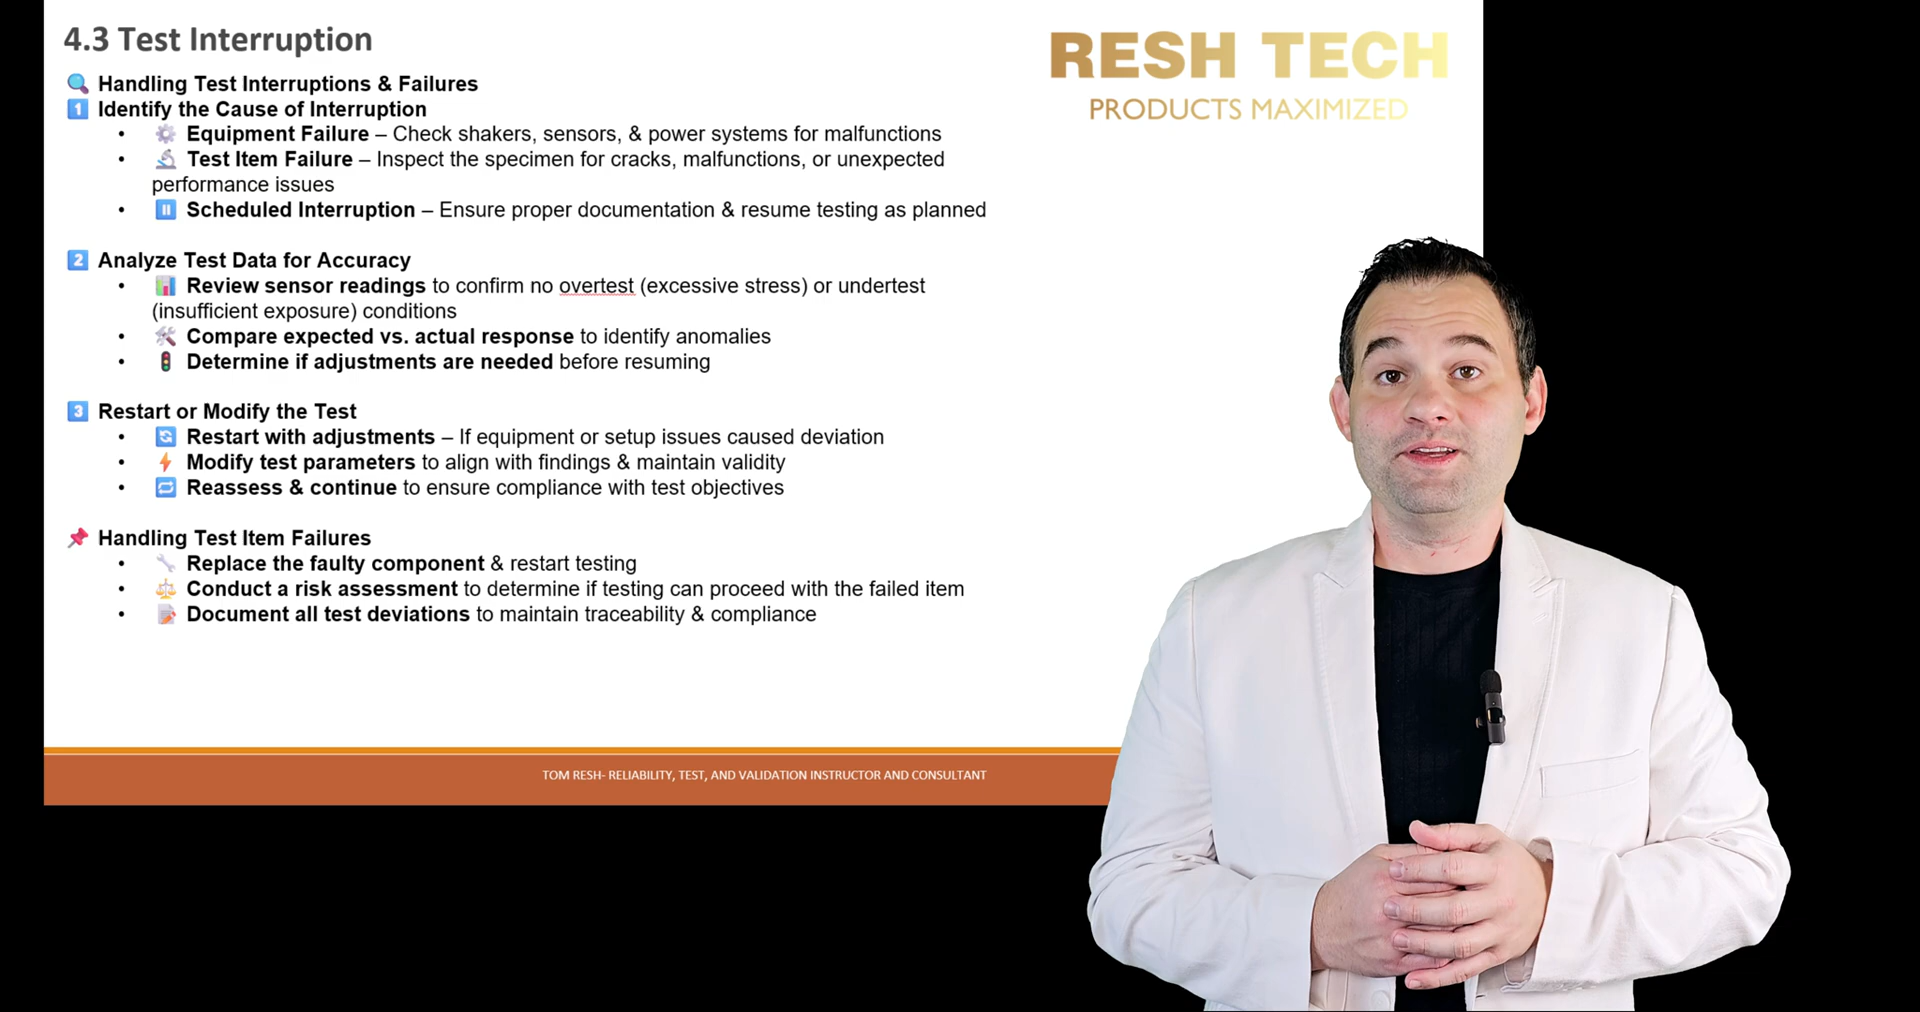 4.3 Test Interruption
RESH TECH
PRODUCTS MAXIMIZED
🔍 Handling Test Interruptions & Failures
1️⃣ Identify the Cause of Interruption
• ⚙️ Equipment Failure – Check shakers, sensors, & power systems for malfunctions
• 🔬 Test Item Failure – Inspect the specimen for cracks, malfunctions, or unexpected
performance issues
• ⏸️ Scheduled Interruption – Ensure proper documentation & resume testing as planned
2️⃣ Analyze Test Data for Accuracy
• 📊 Review sensor readings to confirm no overtest (excessive stress) or undertest
(insufficient exposure) conditions
• 🛠️ Compare expected vs. actual response to identify anomalies
• 🚦 Determine if adjustments are needed before resuming
3️⃣ Restart or Modify the Test
• 🔄 Restart with adjustments – If equipment or setup issues caused deviation
• ⚡ Modify test parameters to align with findings & maintain validity
• 🔁 Reassess & continue to ensure compliance with test objectives
📌 Handling Test Item Failures
• 🔧 Replace the faulty component & restart testing
• ⚖️ Conduct a risk assessment to determine if testing can proceed with the failed item
• 📝 Document all test deviations to maintain traceability & compliance
TOM RESH- RELIABILITY, TEST, AND VALIDATION INSTRUCTOR AND CONSULTANT